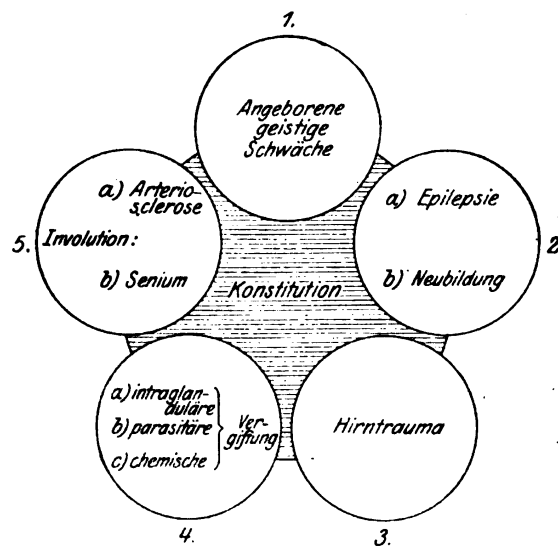 1.
Angeborene
geistige
Schwäche
2.
a) Epilepsie
b) Neubildung
3.
Hirntrauma
4.
a) intraglan-
duläre
b) parasitäre
c) chemische
Ver-
giftung
5.
a) Arterio-
sclerose
Involution:
b) Senium
Konstitution